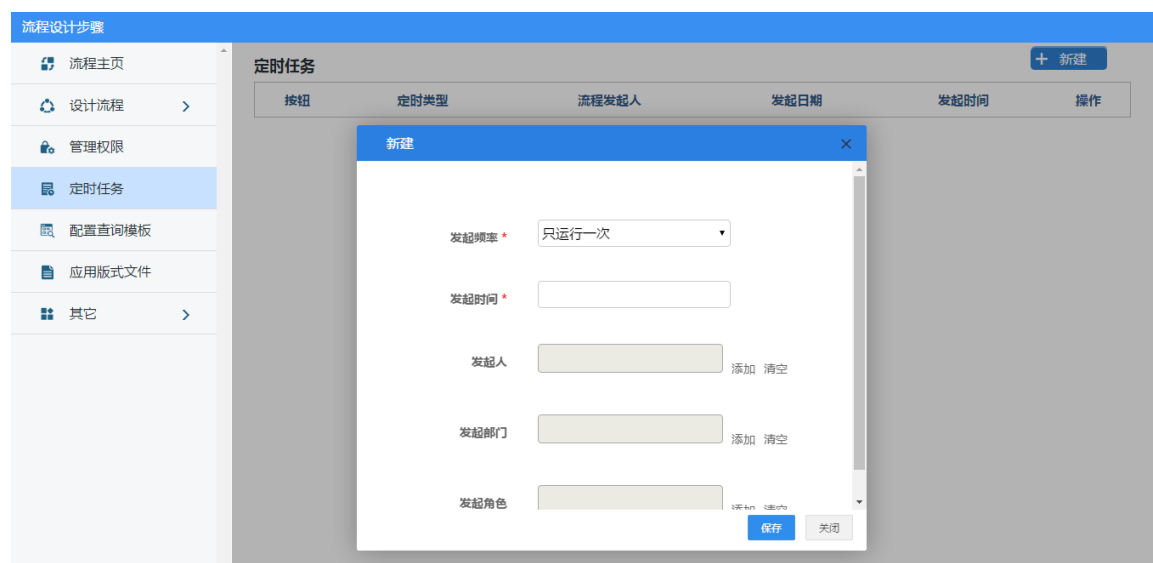 流程设计步骤
流程主页
设计流程
管理权限
定时任务
配置查询模板
应用版式文件
其它
定时任务
+ 新建
按钮 定时类型 流程发起人 发起日期 发起时间 操作
新建
发起频率 * 只运行一次
发起时间 *
发起人 添加 清空
发起部门 添加 清空
发起角色 添加 清空
保存 关闭